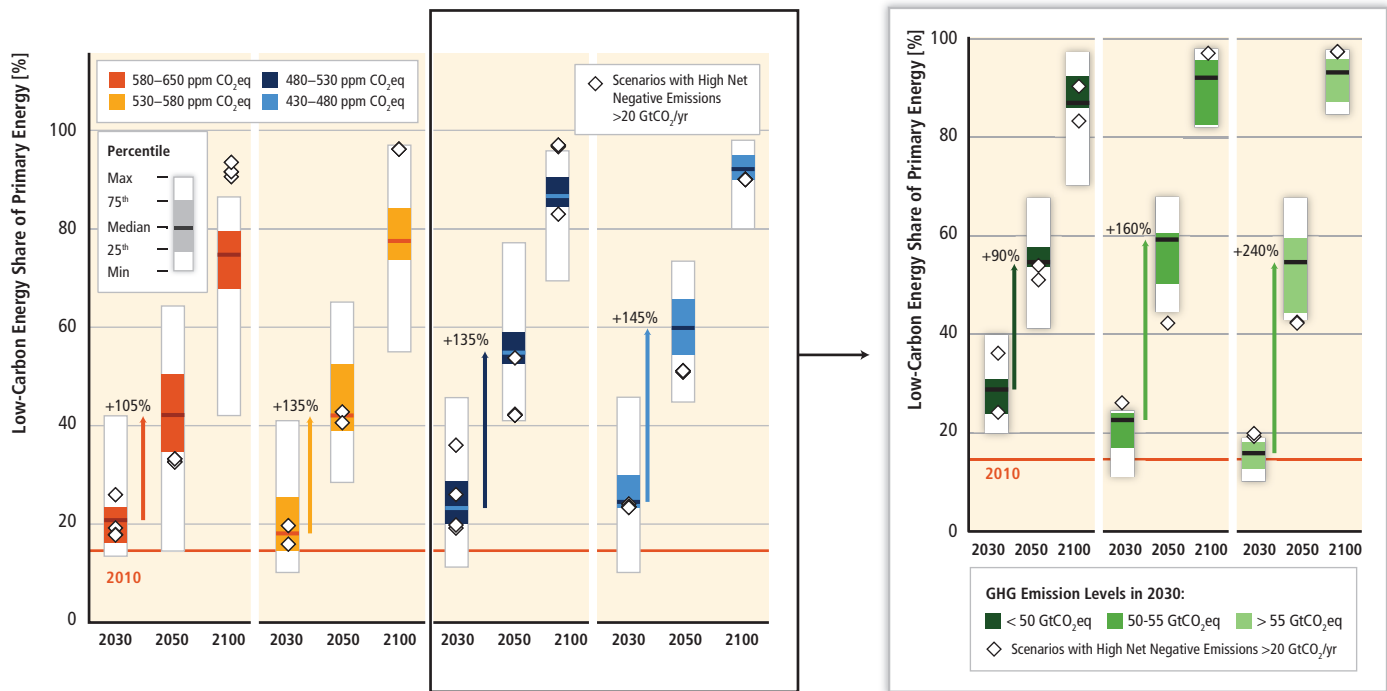 Low-Carbon Energy Share of Primary Energy [%]
580–650 ppm CO₂eq
530–580 ppm CO₂eq
480–530 ppm CO₂eq
430–480 ppm CO₂eq
Scenarios with High Net
Negative Emissions
>20 GtCO₂/yr
Percentile
Max
75th
Median
25th
Min
100
80
60
40
20
0
+105%
+135%
+135%
+145%
2010
2030 2050 2100
2030 2050 2100
2030 2050 2100
2030 2050 2100
Low-Carbon Energy Share of Primary Energy [%]
100
80
60
40
20
0
+90%
+160%
+240%
2010
2030 2050 2100
2030 2050 2100
2030 2050 2100
GHG Emission Levels in 2030:
< 50 GtCO₂eq
50-55 GtCO₂eq
> 55 GtCO₂eq
Scenarios with High Net Negative Emissions >20 GtCO₂/yr